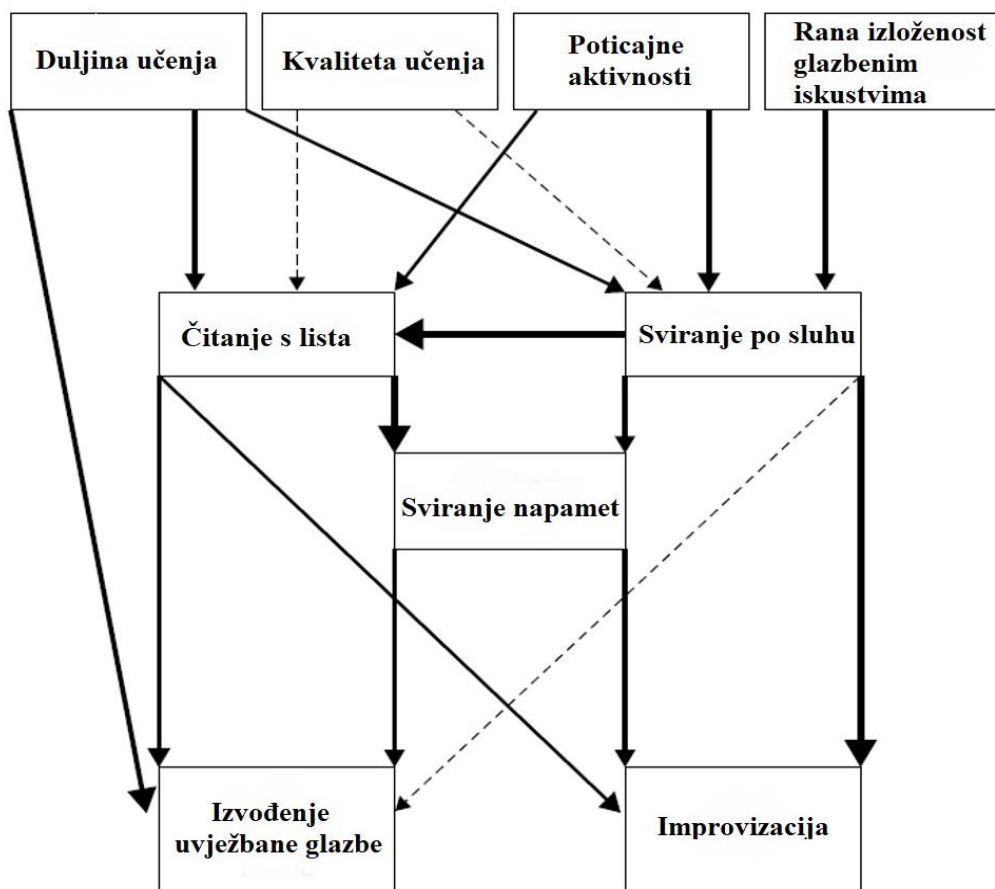 Duljina učenja
Kvaliteta učenja
Poticajne
aktivnosti
Rana izloženost
glazbenim
iskustvima
Čitanje s lista
Sviranje po sluhu
Sviranje napamet
Izvođenje
uvježbane glazbe
Improvizacija